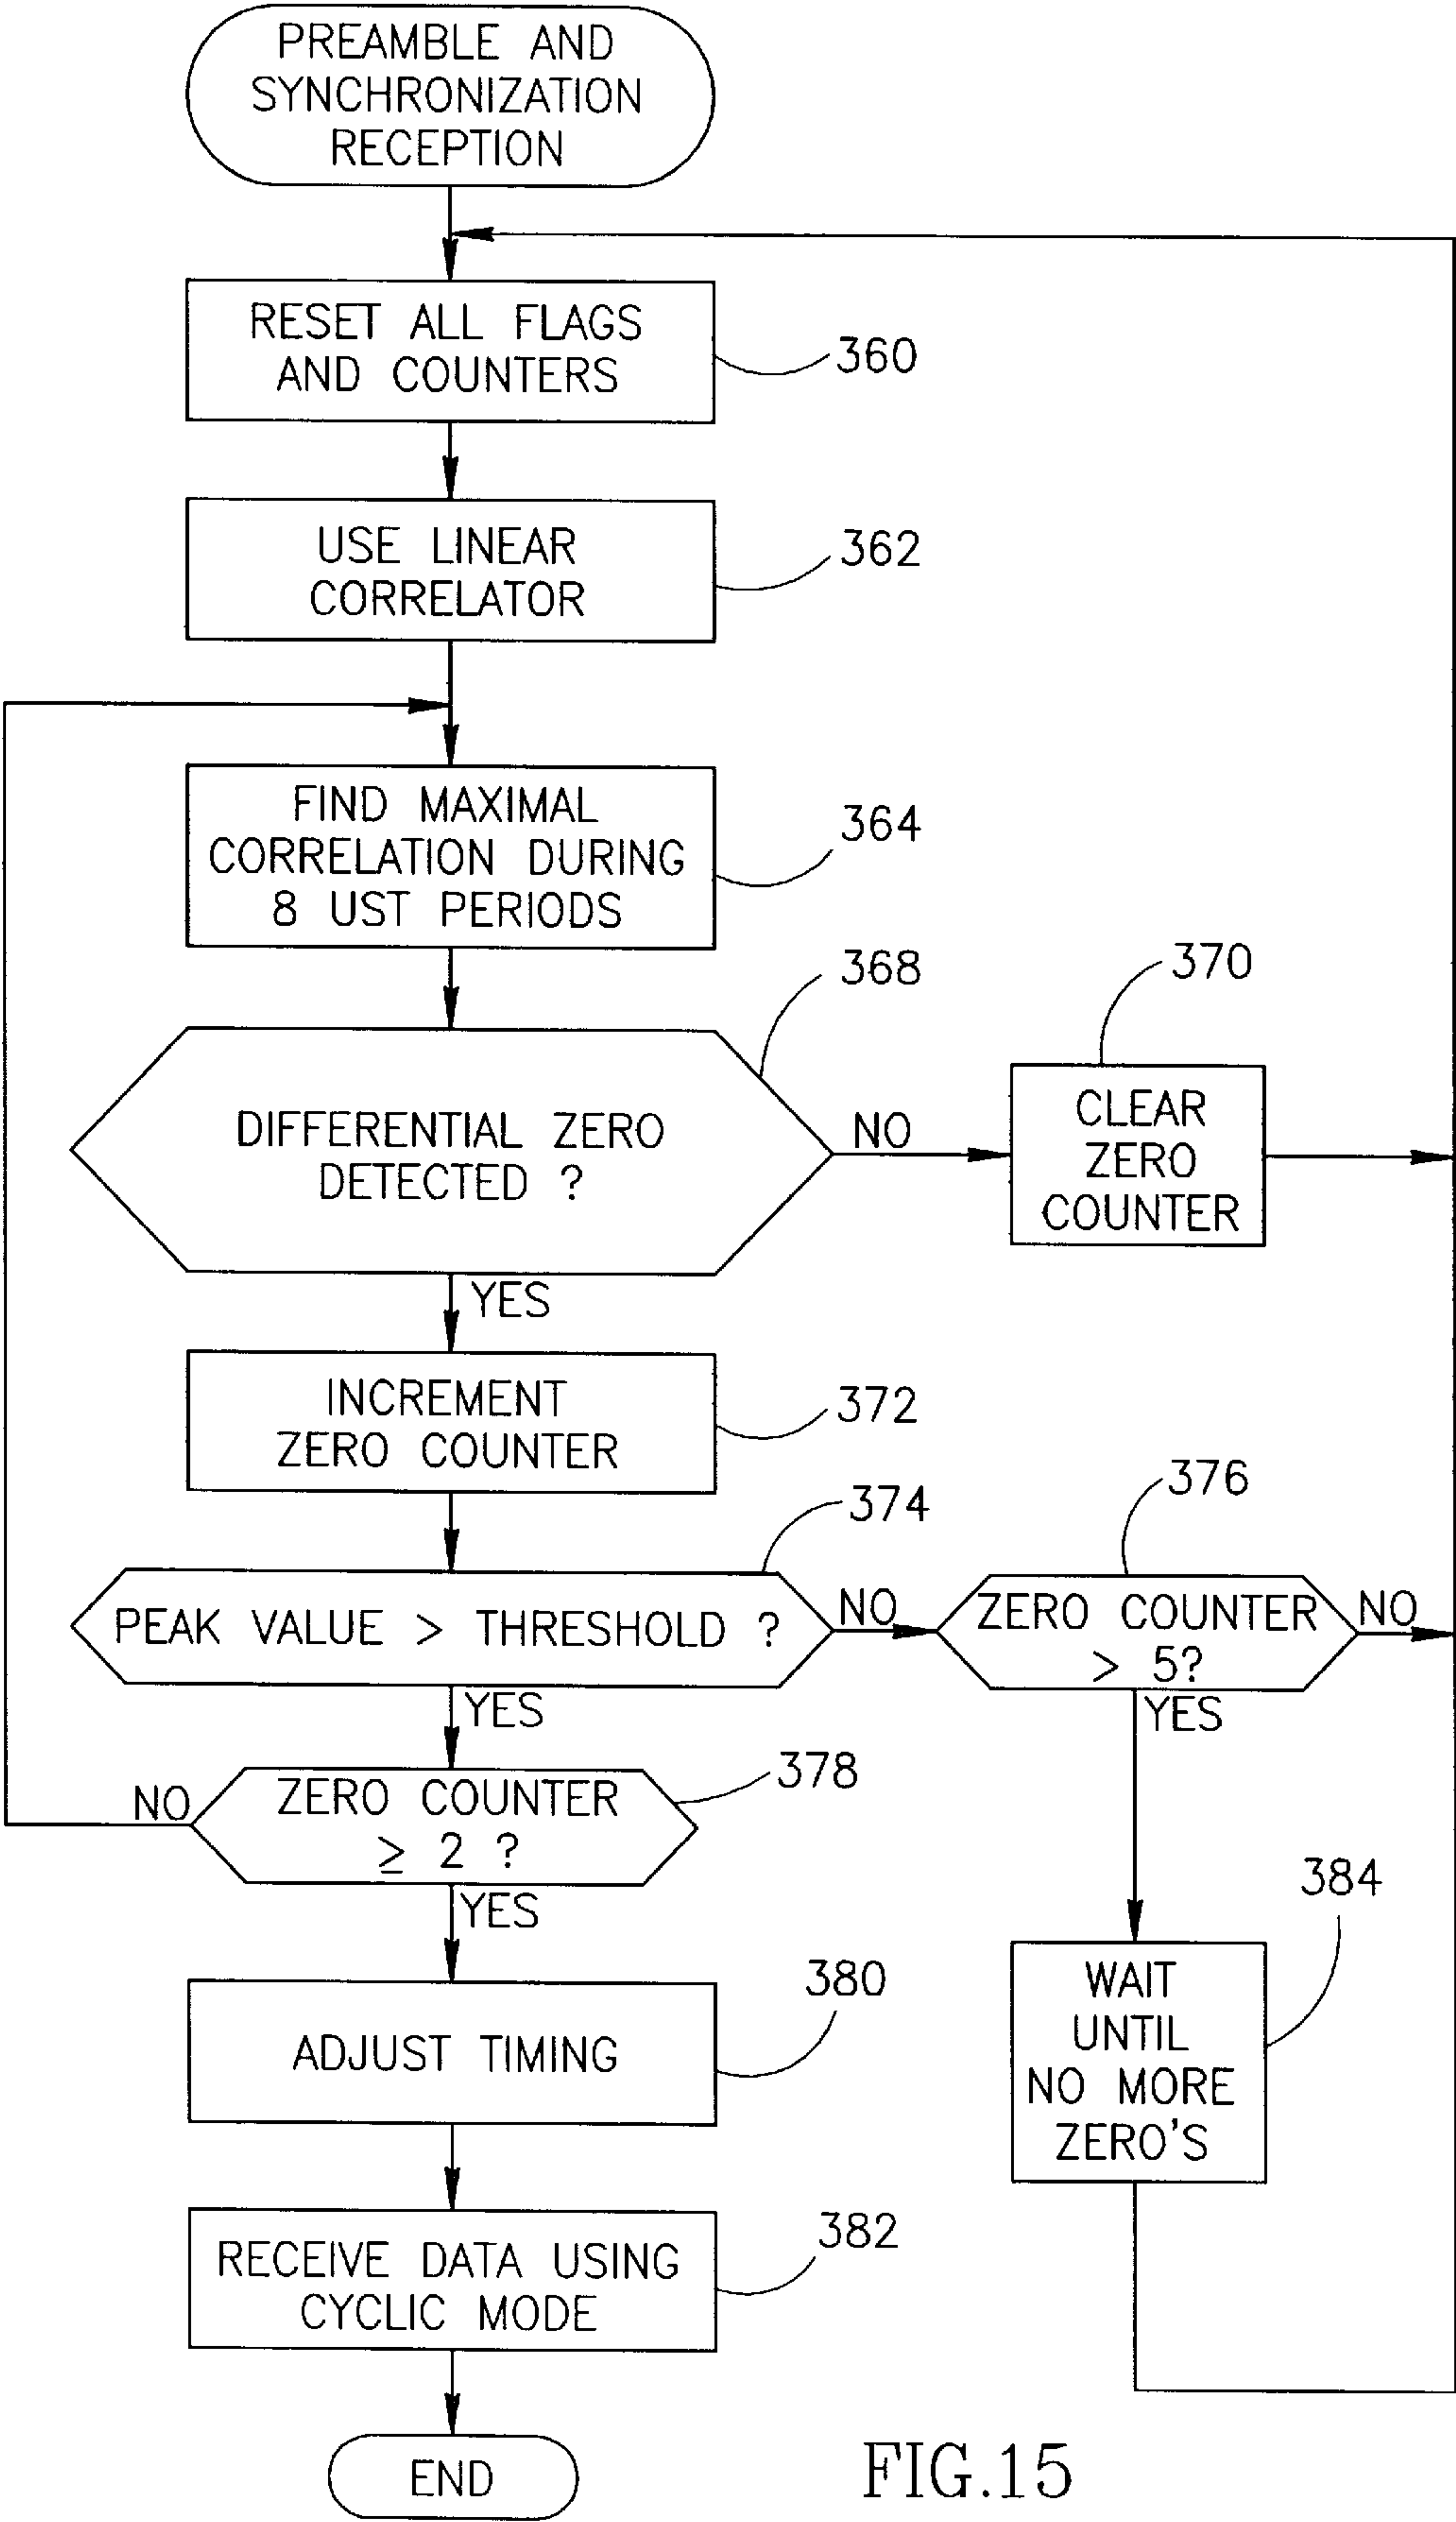 PREAMBLE AND
SYNCHRONIZATION
RECEPTION
RESET ALL FLAGS
AND COUNTERS
360
USE LINEAR
CORRELATOR
362
FIND MAXIMAL
CORRELATION DURING
8 UST PERIODS
364
368
DIFFERENTIAL ZERO
DETECTED ?
NO
370
CLEAR
ZERO
COUNTER
YES
INCREMENT
ZERO COUNTER
372
374
PEAK VALUE > THRESHOLD ?
NO
376
ZERO COUNTER
> 5?
NO
YES
YES
378
ZERO COUNTER
≥ 2 ?
NO
YES
384
WAIT
UNTIL
NO MORE
ZERO'S
380
ADJUST TIMING
382
RECEIVE DATA USING
CYCLIC MODE
END
FIG.15